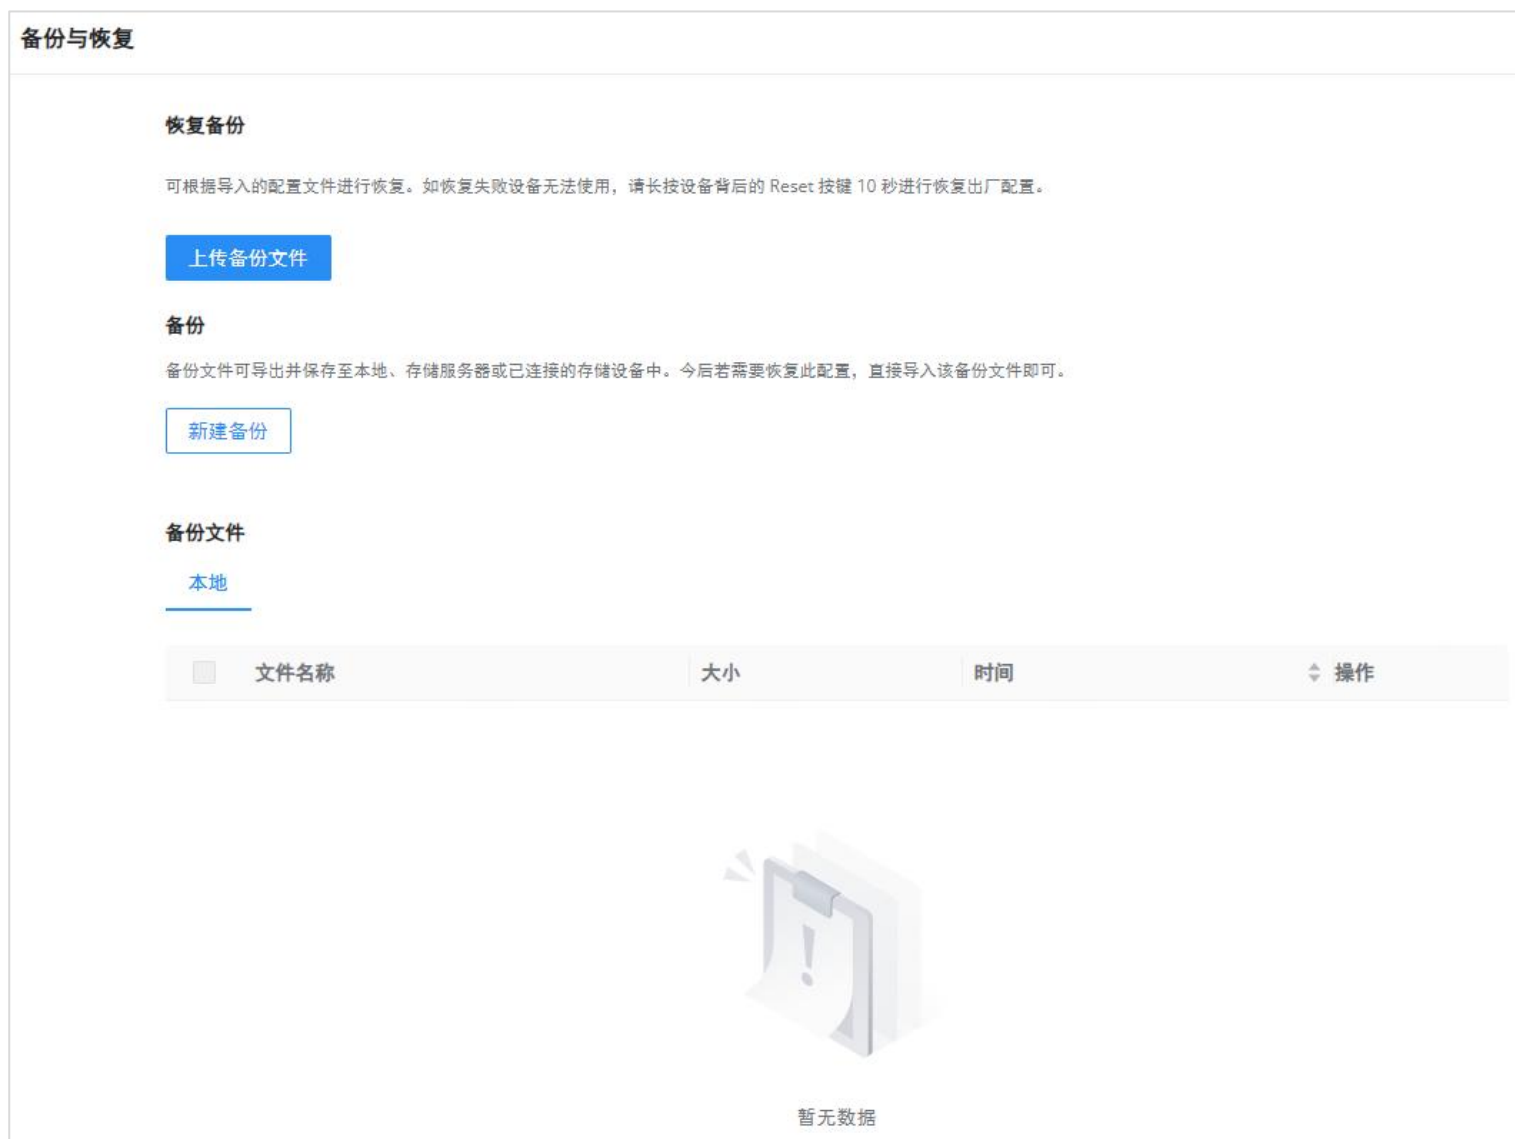 备份与恢复
恢复备份
可根据导入的配置文件进行恢复。如恢复失败设备无法使用，请长按设备背后的 Reset 按键 10 秒进行恢复出厂配置。
上传备份文件
备份
备份文件可导出并保存至本地、存储服务器或已连接的存储设备中。今后若需要恢复此配置，直接导入该备份文件即可。
新建备份
备份文件
本地
文件名称 大小 时间 操作
暂无数据